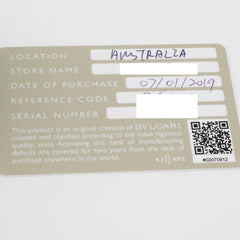 LOCATION AUSTRALIA
STORE NAME
DATE OF PURCHASE 07/01/2019
REFERENCE CODE
SERIAL NUMBER
This product is an original creation of BVLGARI,
created and checked according to the most rigorous
quality tests. Activating this card all manufacturing
defects are covered for two years from the date of
purchase anywhere in the world.
NFC
#02070912